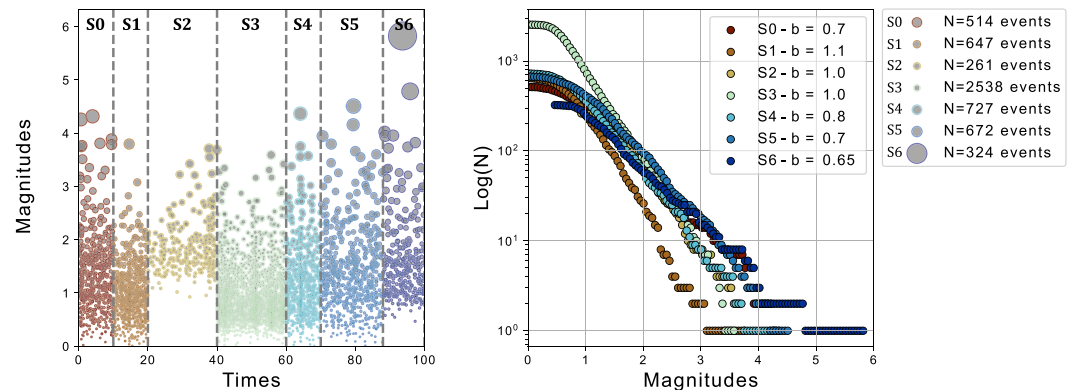 S0 S1 S2 S3 S4 S5 S6
6
5
4
3
2
1
0
0 20 40 60 80 100
Times
Magnitudes
Log(N)
10³
10²
10¹
10⁰
0 1 2 3 4 5 6
Magnitudes
S0 - b = 0.7
S1 - b = 1.1
S2 - b = 1.0
S3 - b = 1.0
S4 - b = 0.8
S5 - b = 0.7
S6 - b = 0.65
S0 N=514 events
S1 N=647 events
S2 N=261 events
S3 N=2538 events
S4 N=727 events
S5 N=672 events
S6 N=324 events